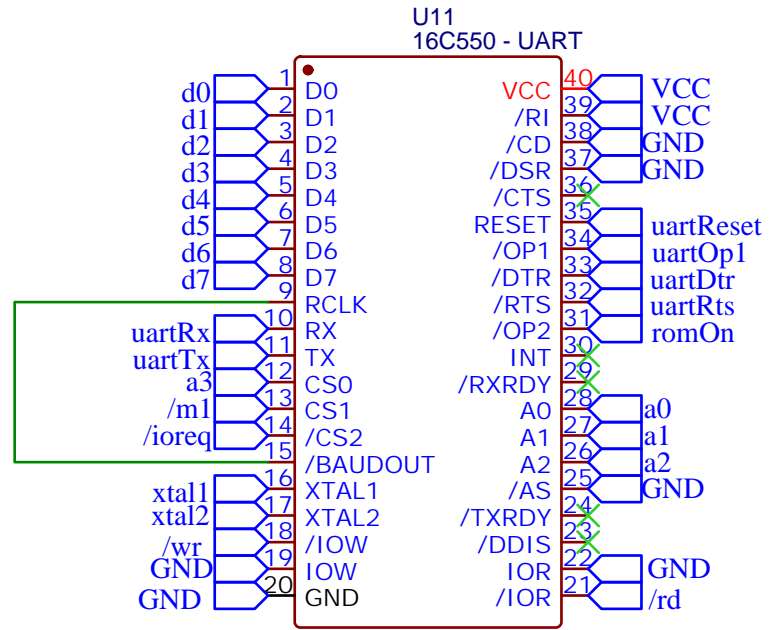 U11
16C550 - UART
d0 1 D0 VCC 40 VCC
d1 2 D1 /RI 39 VCC
d2 3 D2 /CD 38 GND
d3 4 D3 /DSR 37 GND
d4 5 D4 /CTS 36
d5 6 D5 RESET 35 uartReset
d6 7 D6 /OP1 34 uartOp1
d7 8 D7 /DTR 33 uartDtr
9 RCLK /RTS 32 uartRts
uartRx 10 RX /OP2 31 romOn
uartTx 11 TX INT 30
a3 12 CS0 /RXRDY 29
/m1 13 CS1 A0 28 a0
/ioreq 14 /CS2 A1 27 a1
15 /BAUDOUT A2 26 a2
xtal1 16 XTAL1 /AS 25 GND
xtal2 17 XTAL2 /TXRDY 24
/wr 18 /IOW /DDIS 23
GND 19 IOW IOR 22 GND
GND 20 GND /IOR 21 /rd